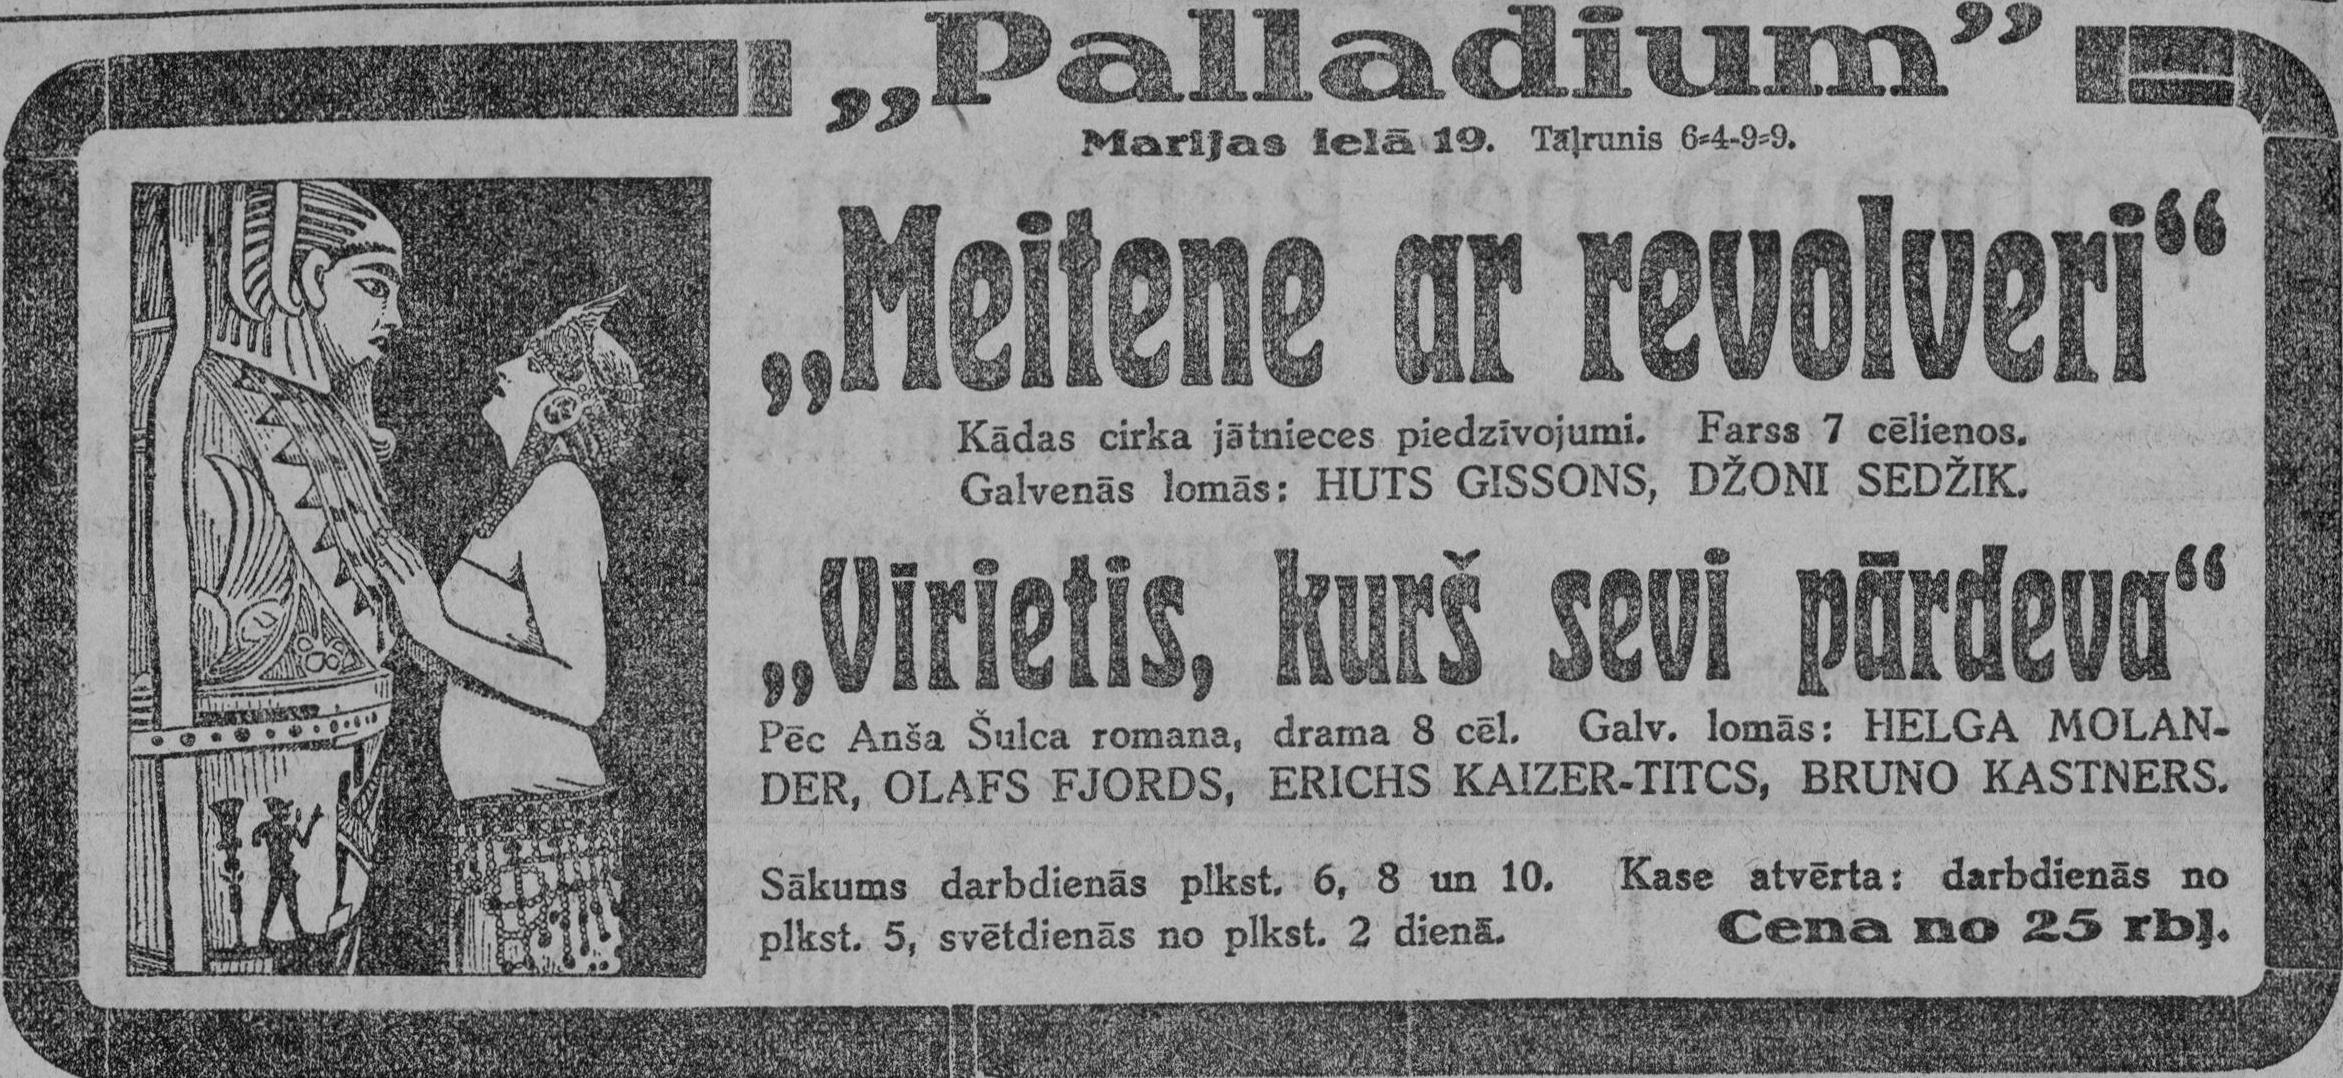 „Palladium”
Marijas ielā 19. Tāļrunis 6-4-9-9.
„Meitene ar revolveri“
Kādas cirka jātnieces piedzīvojumi. Farss 7 cēlienos.
Galvenās lomās: HUTS GISSONS, DŽONI SEDŽIK.
„Vīrietis, kurš sevi pārdeva“
Pēc Anša Šulca romana, drama 8 cēl. Galv. lomās: HELGA MOLAN-
DER, OLAFS FJORDS, ERICHS KAIZER-TITCS, BRUNO KASTNERS.
Sākums darbdienās plkst. 6, 8 un 10. Kase atvērta: darbdienās no
plkst. 5, svētdienās no plkst. 2 dienā. Cena no 25 rbļ.